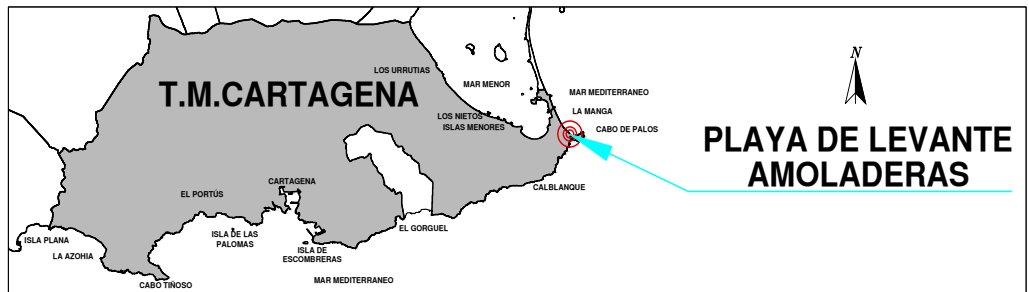 LOS URRUTIAS
MAR MENOR
T.M.CARTAGENA
MAR MEDITERRANEO
LA MANGA
LOS NIETOS
ISLAS MENORES
CABO DE PALOS
N
PLAYA DE LEVANTE
AMOLADERAS
CARTAGENA
EL PORTÚS
CALBLANQUE
EL GORGUEL
ISLA PLANA
LA AZOHIA
ISLA DE LAS
PALOMAS
ISLA DE
ESCOMBRERAS
CABO TIÑOSO
MAR MEDITERRANEO